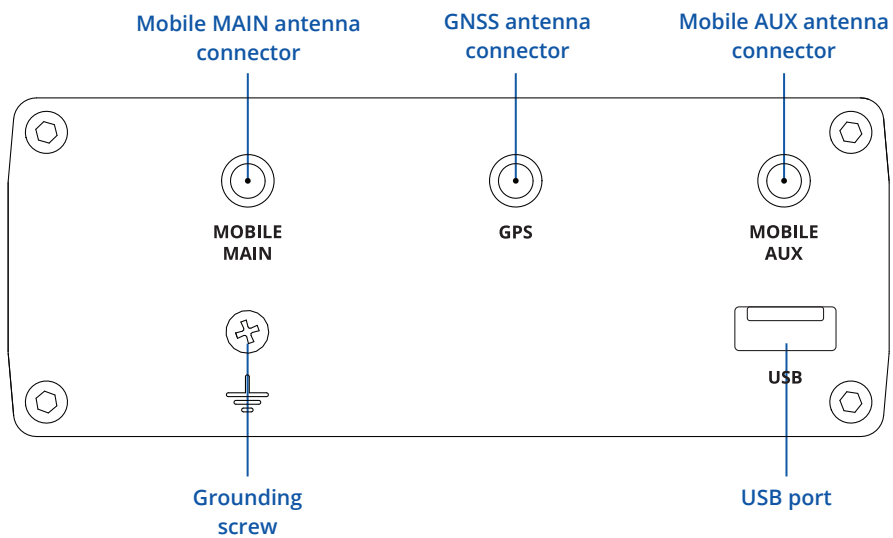 Mobile MAIN antenna
connector
GNSS antenna
connector
Mobile AUX antenna
connector
MOBILE
MAIN
GPS
MOBILE
AUX
USB
Grounding
screw
USB port